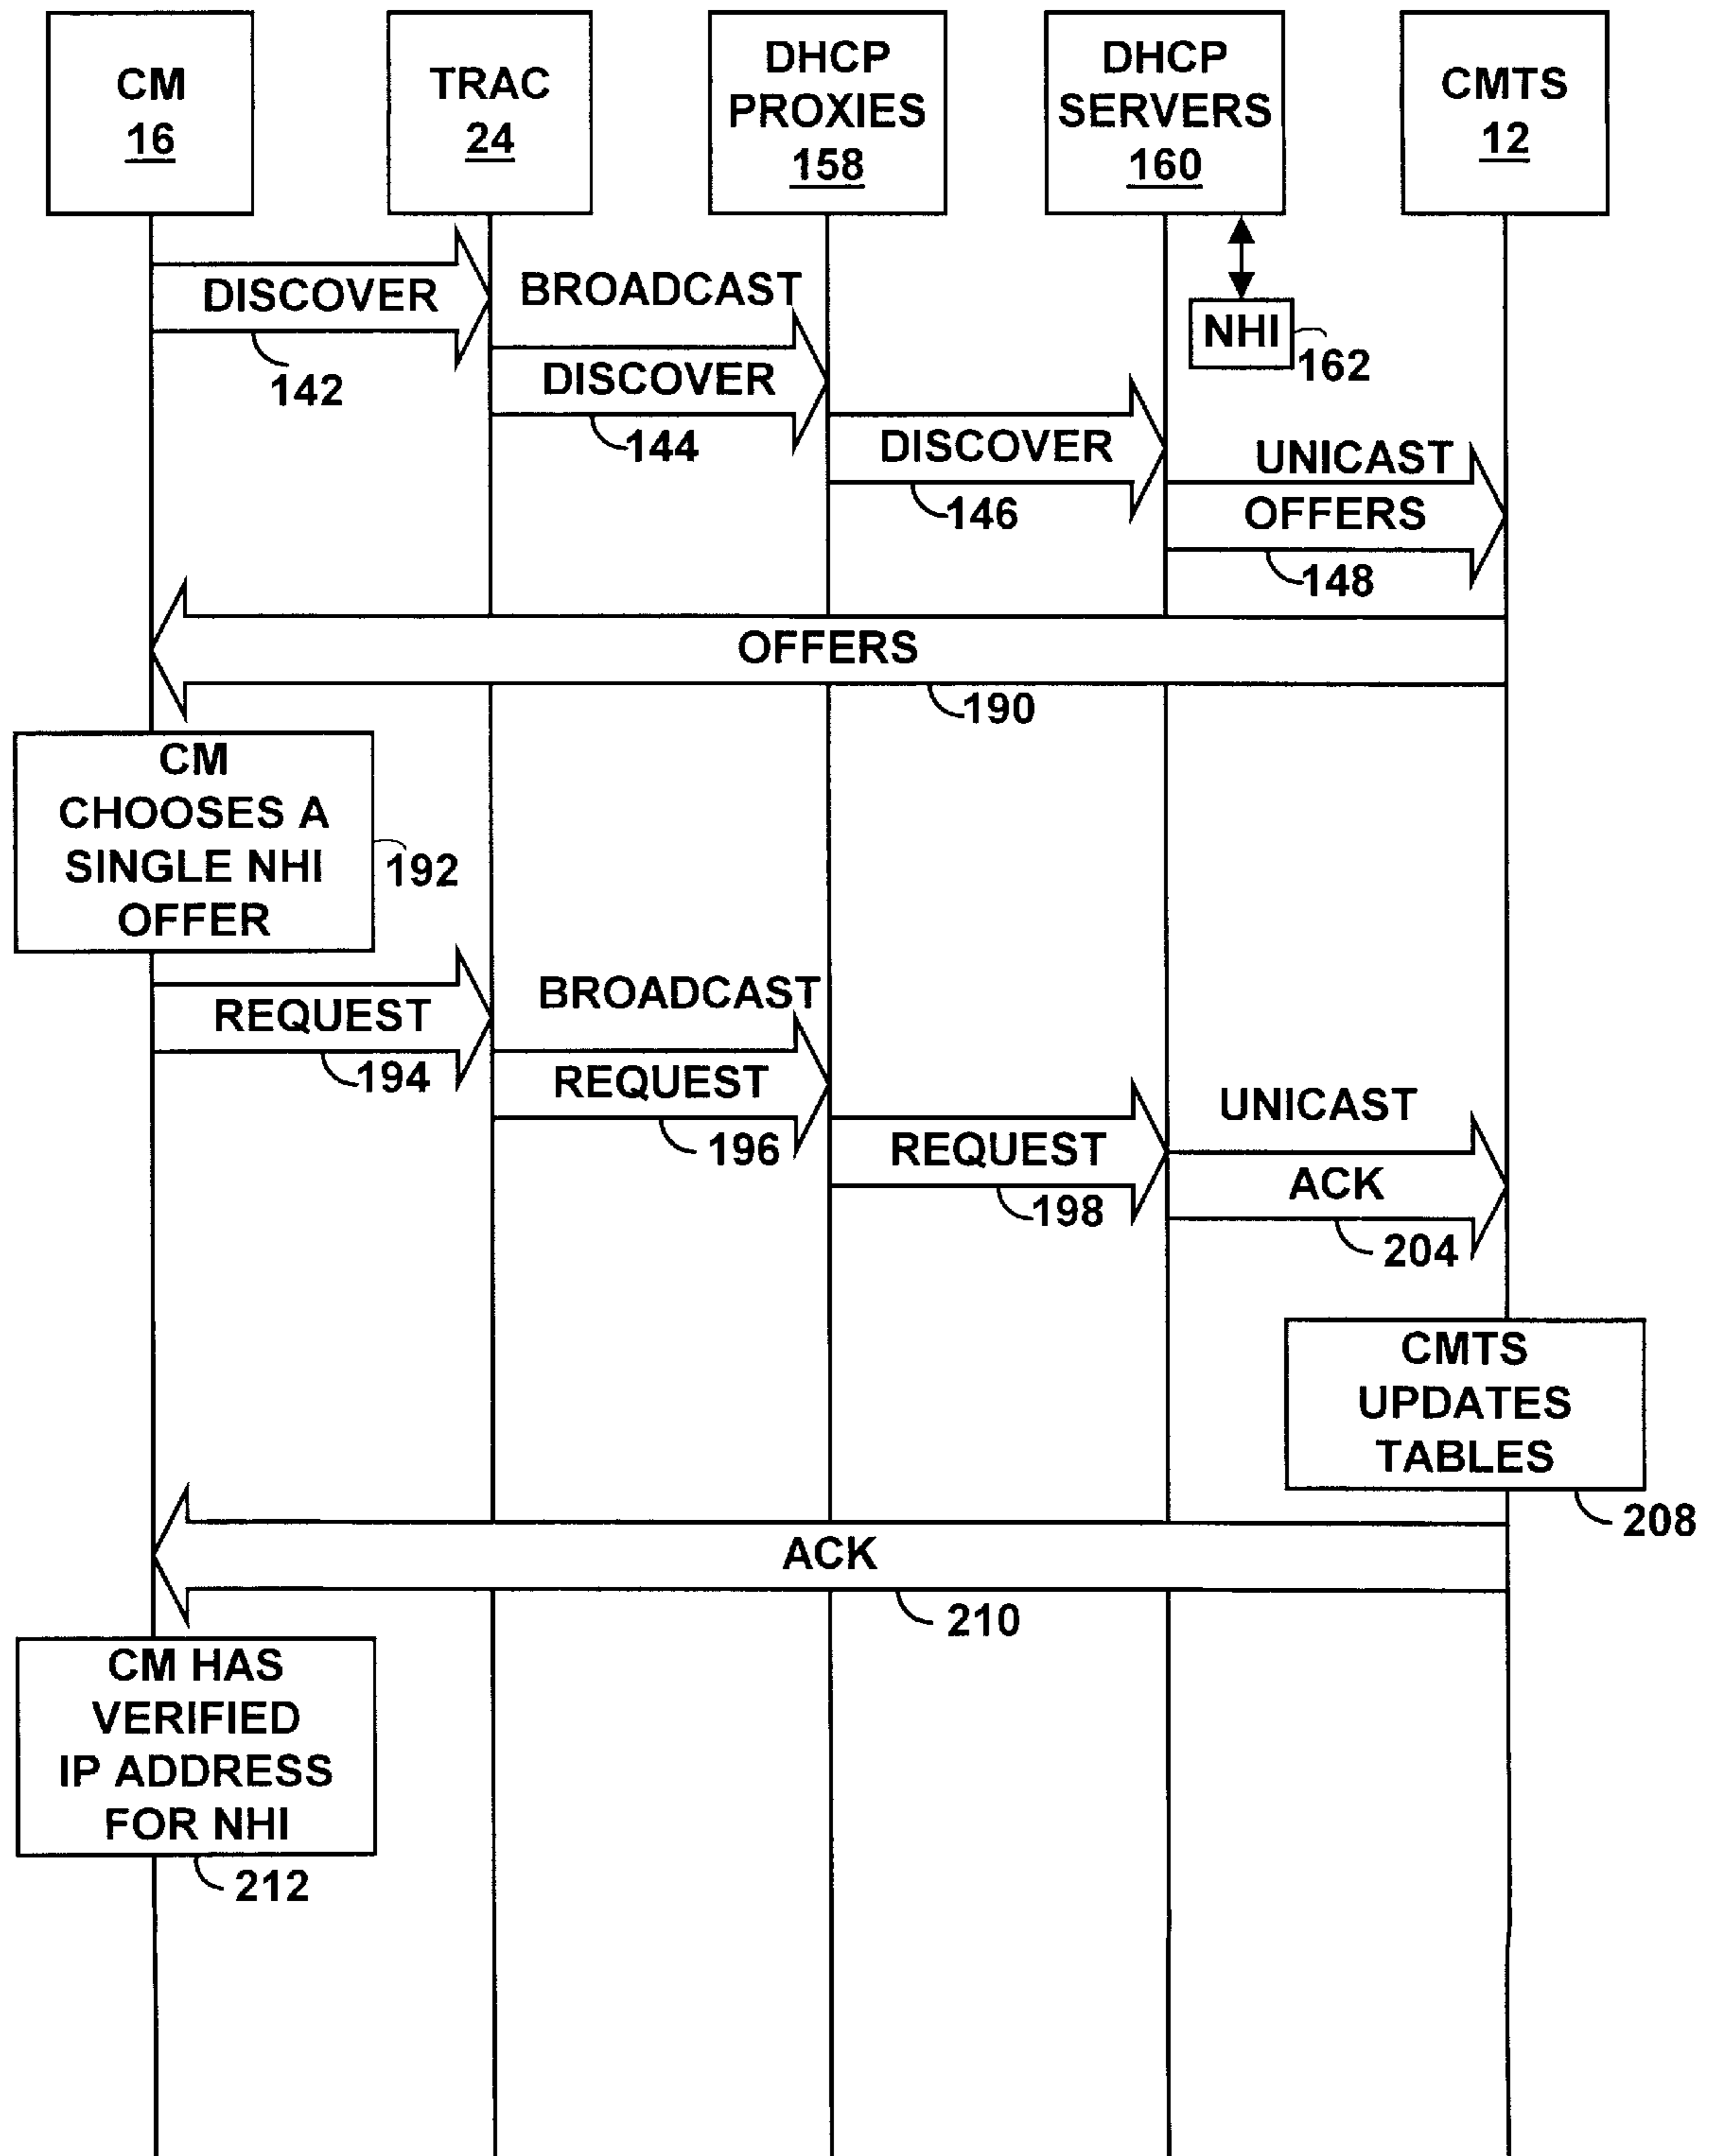 CM
16
TRAC
24
DHCP
PROXIES
158
DHCP
SERVERS
160
CMTS
12
DISCOVER
142
BROADCAST
DISCOVER
144
NHI
162
DISCOVER
146
UNICAST
OFFERS
148
OFFERS
190
CM
CHOOSES A
SINGLE NHI
OFFER
192
REQUEST
194
BROADCAST
REQUEST
196
REQUEST
198
UNICAST
ACK
204
CMTS
UPDATES
TABLES
208
ACK
210
CM HAS
VERIFIED
IP ADDRESS
FOR NHI
212